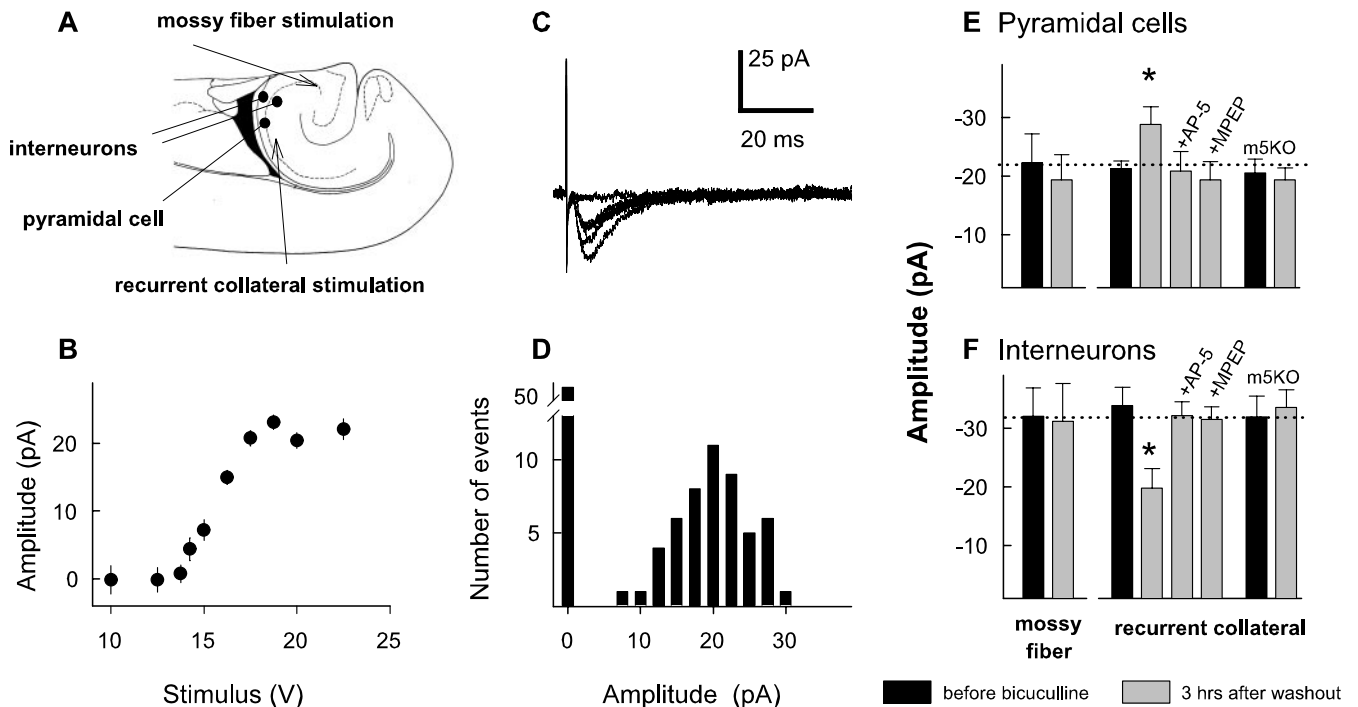 A
mossy fiber stimulation
interneurons
pyramidal cell
recurrent collateral stimulation
B
Amplitude (pA)
20
10
0
10
15
20
25
Stimulus (V)
C
25 pA
20 ms
D
Number of events
50
10
5
0
10
20
30
Amplitude (pA)
E Pyramidal cells
Amplitude (pA)
-30
-20
-10
*
+AP-5
+MPEP
m5KO
F Interneurons
-30
-20
-10
*
+AP-5
+MPEP
m5KO
mossy
fiber
recurrent collateral
before bicuculline
3 hrs after washout